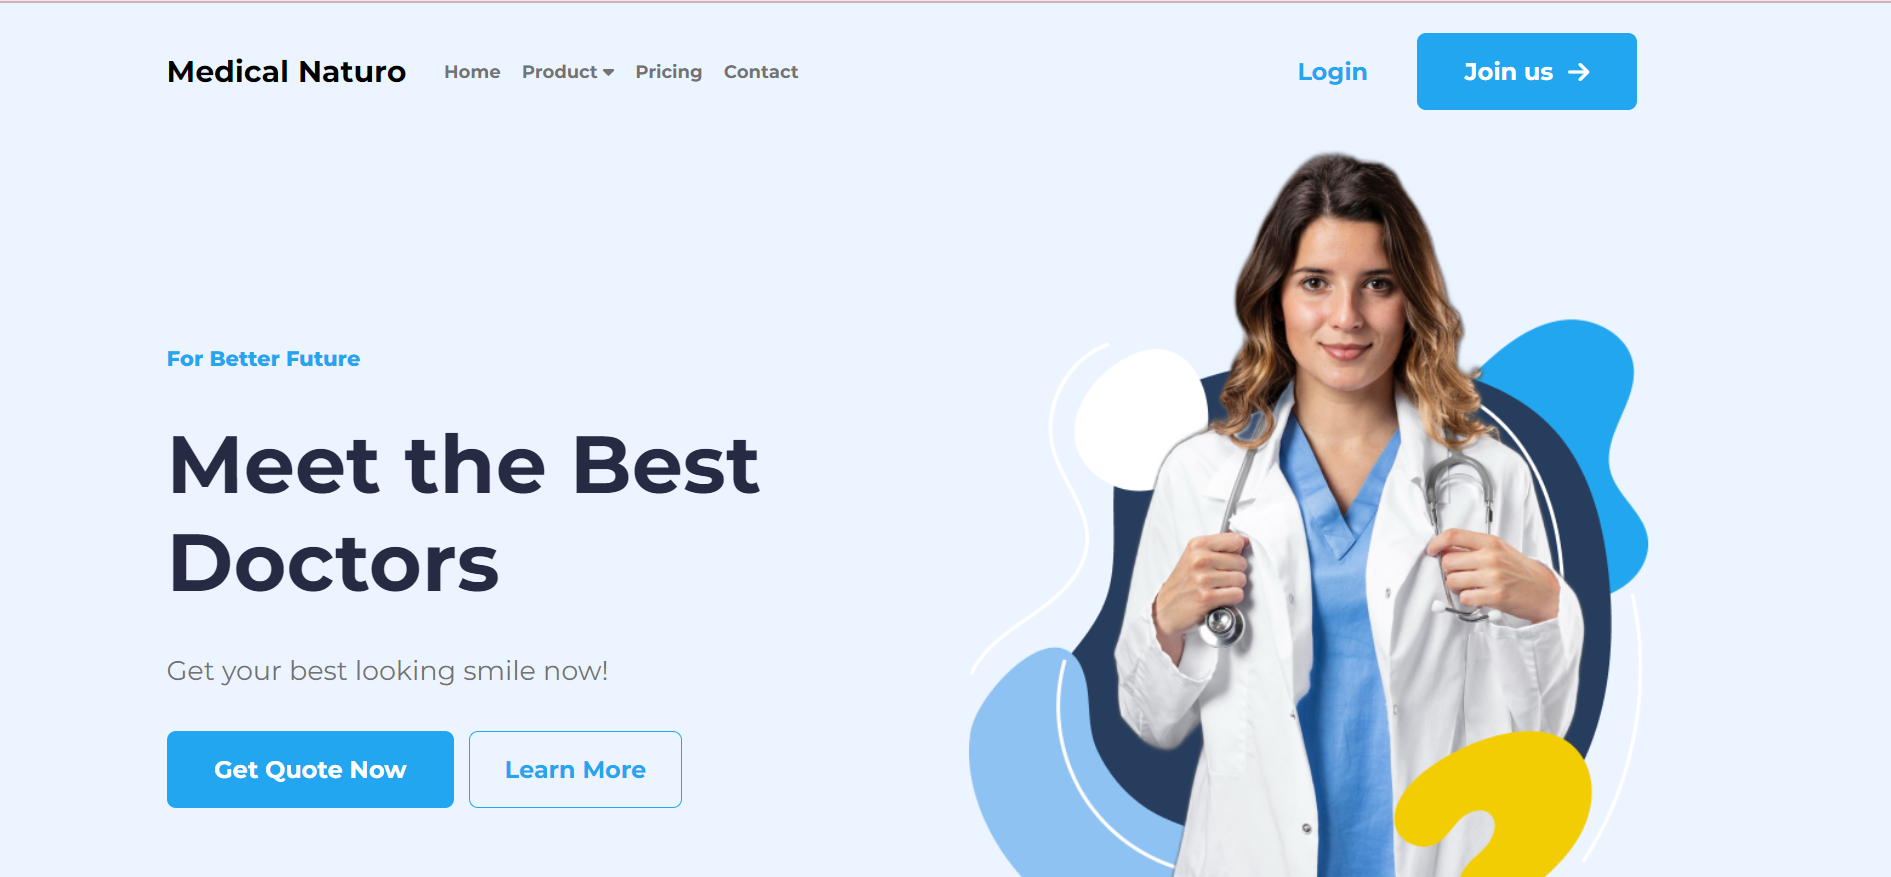 Medical Naturo
Home Product Pricing Contact
Login
Join us →
For Better Future
Meet the Best
Doctors
Get your best looking smile now!
Get Quote Now
Learn More